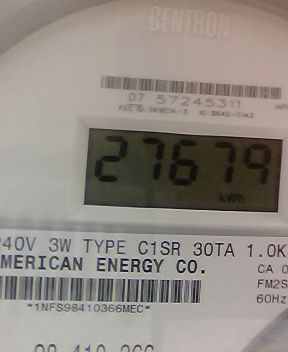 CENTRON
07 57245311
27679
kWh
240V 3W TYPE C1SR 30TA 1.0K
AMERICAN ENERGY CO.
CA 0
FM2S
60Hz
*1NFS98410366MEC*